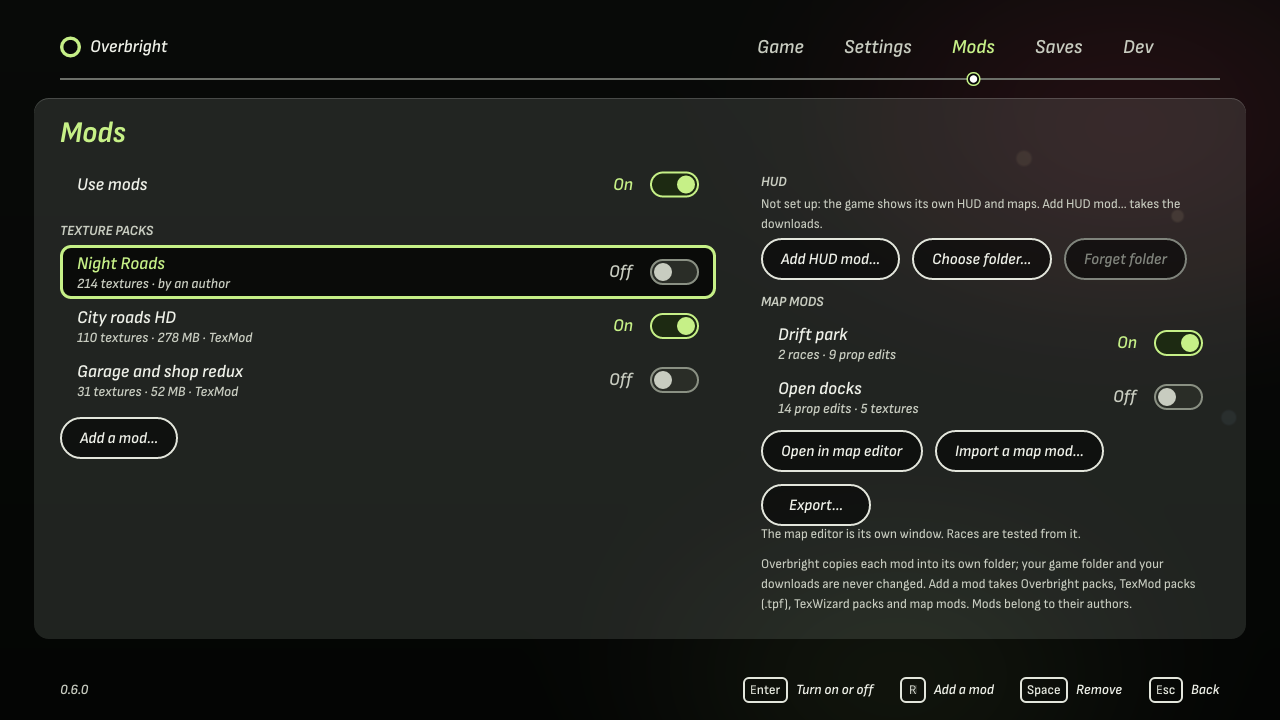 Overbright
Game
Settings
Mods
Saves
Dev
Mods
Use mods
On
TEXTURE PACKS
Night Roads
214 textures · by an author
Off
City roads HD
110 textures · 278 MB · TexMod
On
Garage and shop redux
31 textures · 52 MB · TexMod
Off
Add a mod...
HUD
Not set up: the game shows its own HUD and maps. Add HUD mod... takes the
downloads.
Add HUD mod...
Choose folder...
Forget folder
MAP MODS
Drift park
2 races · 9 prop edits
On
Open docks
14 prop edits · 5 textures
Off
Open in map editor
Import a map mod...
Export...
The map editor is its own window. Races are tested from it.
Overbright copies each mod into its own folder; your game folder and your
downloads are never changed. Add a mod takes Overbright packs, TexMod packs
(.tpf), TexWizard packs and map mods. Mods belong to their authors.
0.6.0
Enter Turn on or off
R Add a mod
Space Remove
Esc Back